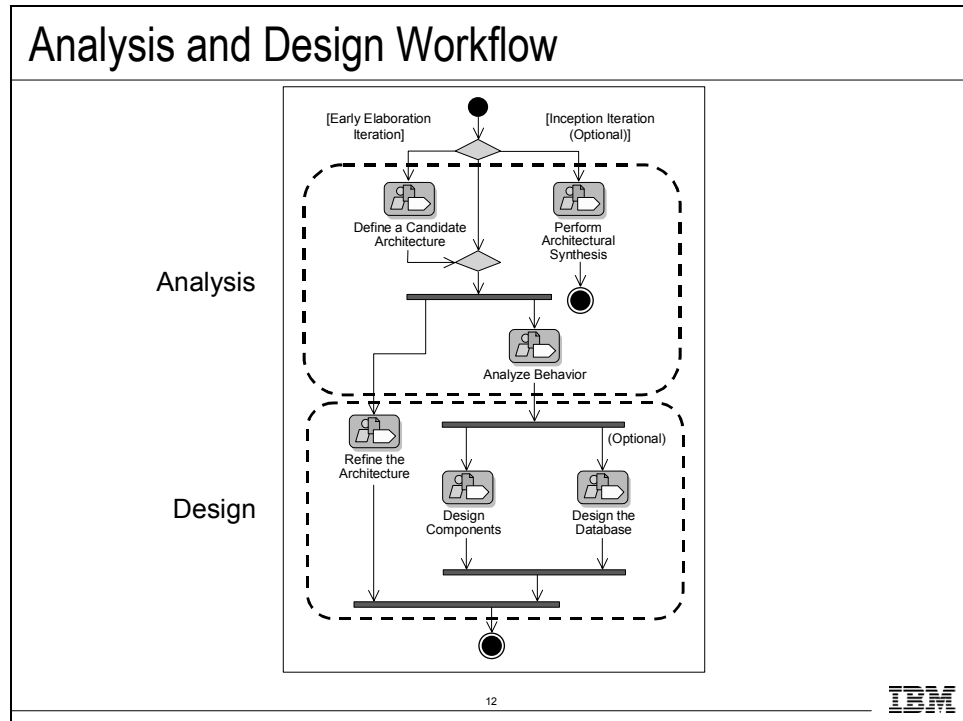 Analysis and Design Workflow
[Early Elaboration
Iteration]
[Inception Iteration
(Optional)]
Define a Candidate
Architecture
Perform
Architectural
Synthesis
Analysis
Analyze Behavior
(Optional)
Refine the
Architecture
Design
Design
Components
Design the
Database
12
IBM